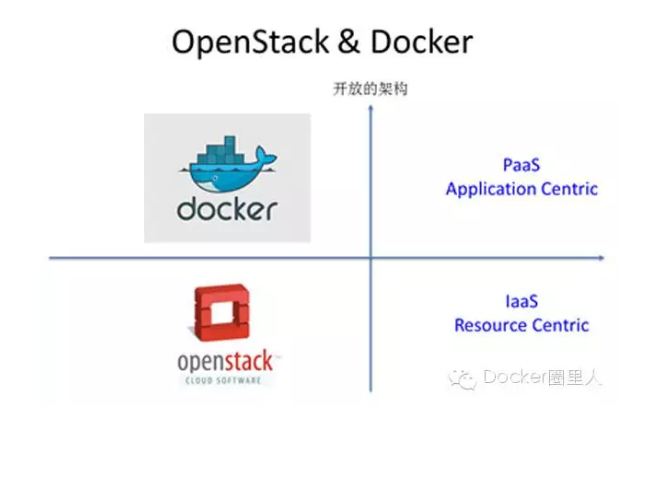 OpenStack & Docker
开放的架构
docker
PaaS
Application Centric
openstack™
CLOUD SOFTWARE
IaaS
Resource Centric
Docker圈里人